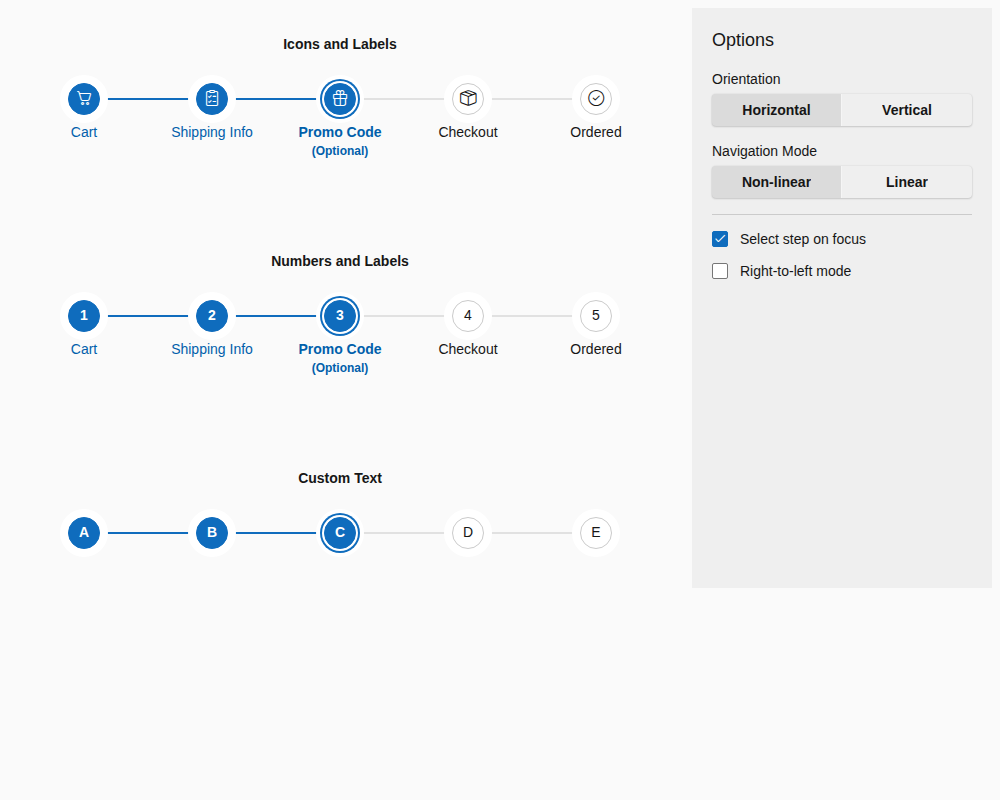 Icons and Labels
Cart
Shipping Info
Promo Code
(Optional)
Checkout
Ordered
Numbers and Labels
1
2
3
4
5
Cart
Shipping Info
Promo Code
(Optional)
Checkout
Ordered
Custom Text
A
B
C
D
E
Options
Orientation
Horizontal
Vertical
Navigation Mode
Non-linear
Linear
Select step on focus
Right-to-left mode